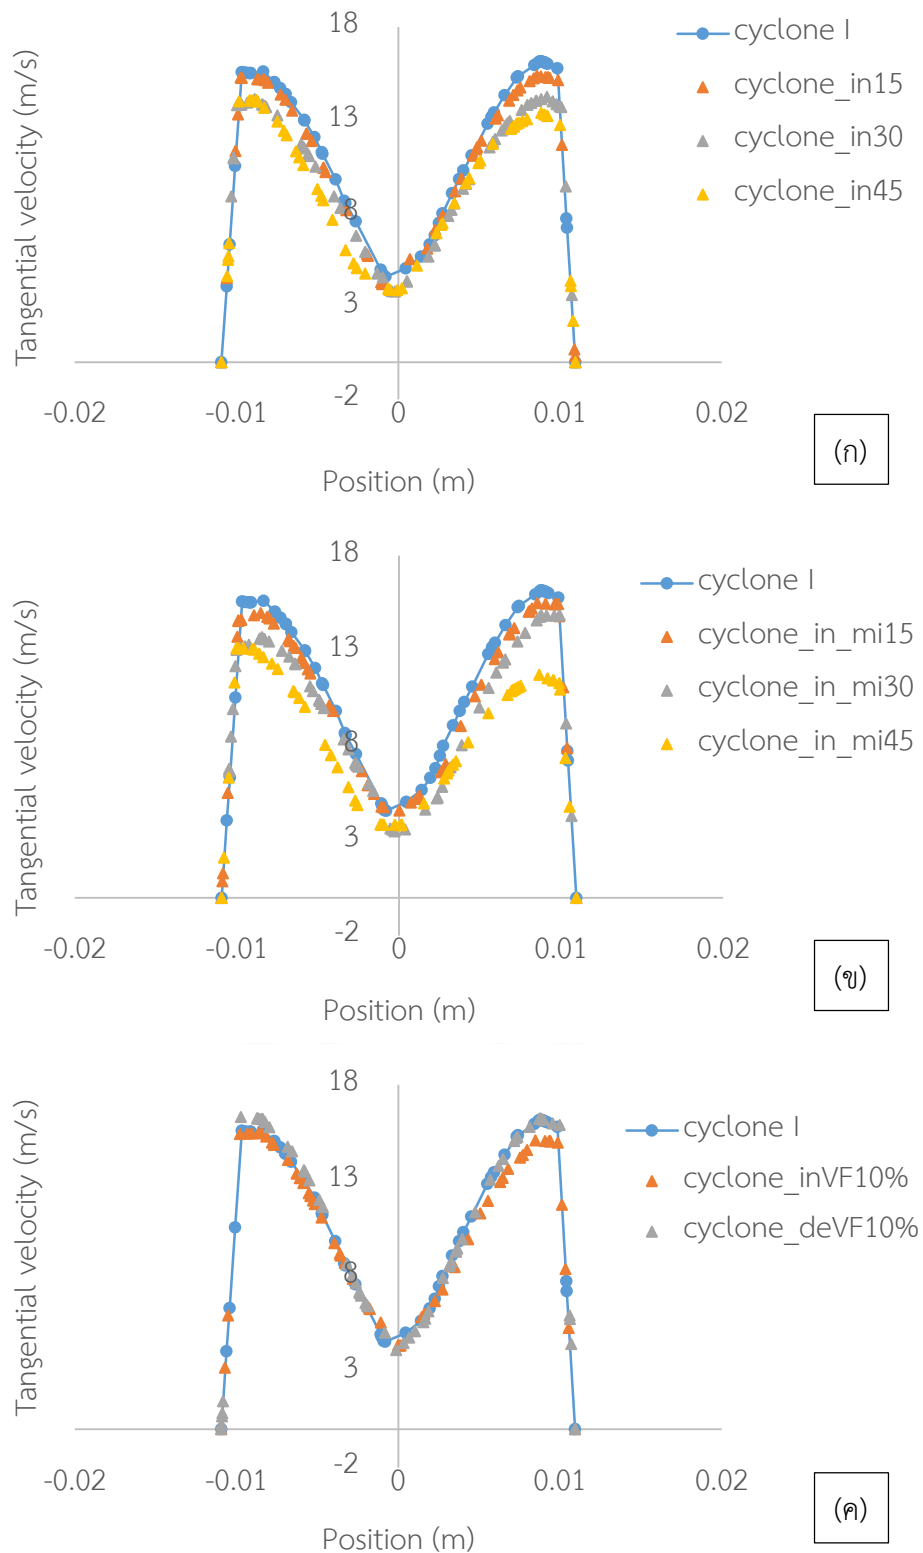 Tangential velocity (m/s)
18
13
8
3
-2
-0.02
-0.01
0
0.01
0.02
Position (m)
cyclone I
cyclone_in15
cyclone_in30
cyclone_in45
(ก)
Tangential velocity (m/s)
18
13
8
3
-2
-0.02
-0.01
0
0.01
0.02
Position (m)
cyclone I
cyclone_in_mi15
cyclone_in_mi30
cyclone_in_mi45
(ข)
Tangential velocity (m/s)
18
13
8
3
-2
-0.02
-0.01
0
0.01
0.02
Position (m)
cyclone I
cyclone_inVF10%
cyclone_deVF10%
(ค)